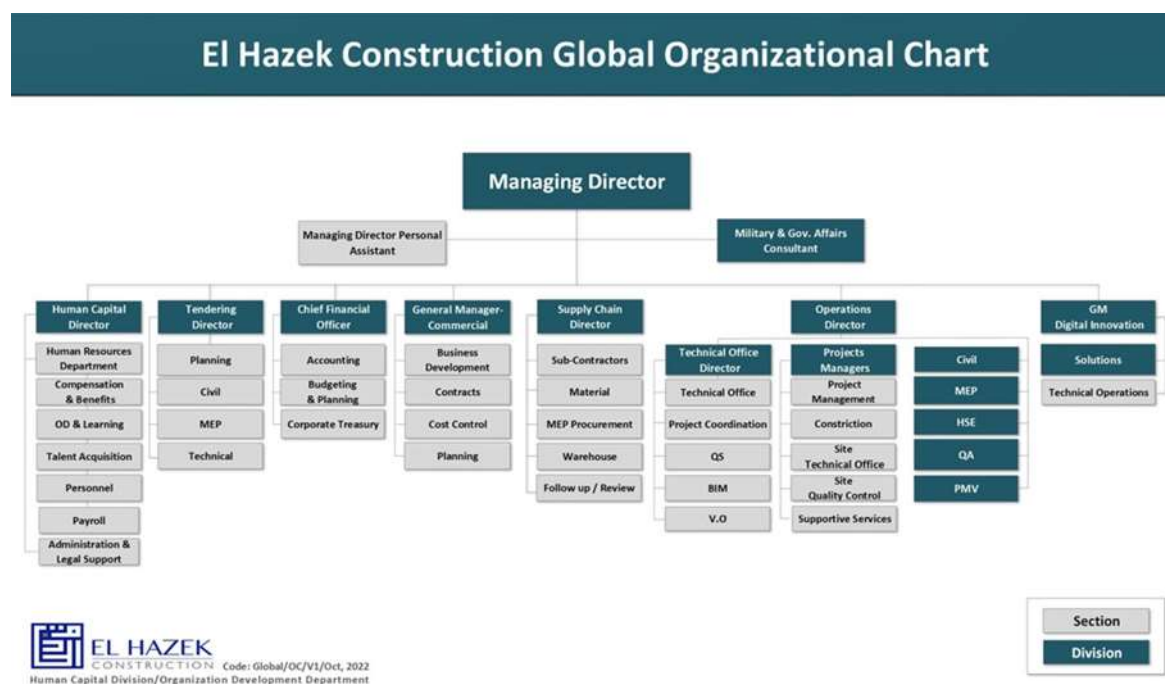 El Hazek Construction Global Organizational Chart
Managing Director
Managing Director Personal
Assistant
Military & Gov. Affairs
Consultant
Human Capital
Director
Human Resources
Department
Compensation
& Benefits
OD & Learning
Talent Acquisition
Personnel
Payroll
Administration &
Legal Support
Tendering
Director
Planning
Civil
MEP
Technical
Chief Financial
Officer
Accounting
Budgeting
& Planning
Corporate Treasury
General Manager-
Commercial
Business
Development
Contracts
Cost Control
Planning
Supply Chain
Director
Sub-Contractors
Material
MEP Procurement
Warehouse
Follow up / Review
Operations
Director
Technical Office
Director
Technical Office
Project Coordination
QS
BIM
V.O
Projects
Managers
Project
Management
Constriction
Site
Technical Office
Site
Quality Control
Supportive Services
Civil
MEP
HSE
QA
PMV
GM
Digital Innovation
Solutions
Technical Operations
Section
Division
EL HAZEK
CONSTRUCTION Code: Global/OC/V1/Oct, 2022
Human Capital Division/Organization Development Department